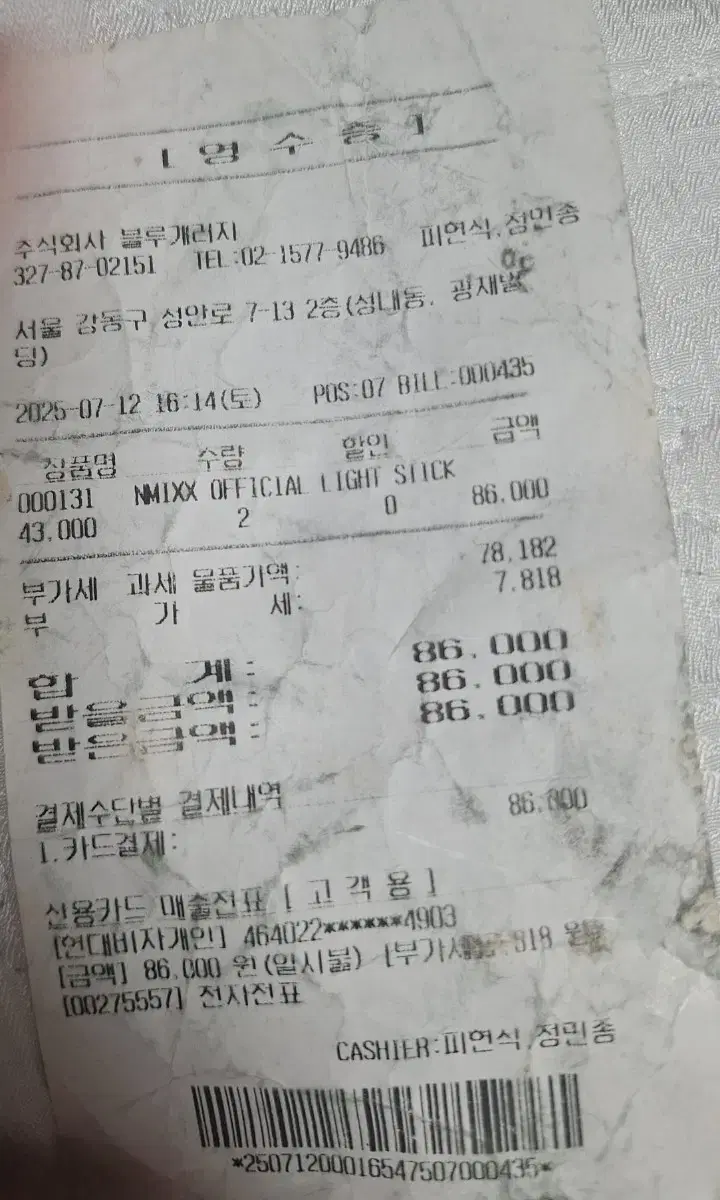 [ 영 수 증 ]
주식회사 블루개러지 피헌식,정민종
327-87-02151 TEL:02-1577-9486
서울 강동구 성안로 7-13 2층(성내동, 광재빌
딩)
2025-07-12 16:14(토) POS:07 BILL:000435
상품명 수량 할인 금액
000131 NMIXX OFFICIAL LIGHT STICK
43,000 2 0 86,000
부가세 과세 물품가액: 78,182
부 가 세: 7,818
합 계: 86,000
받을금액: 86,000
받은금액: 86,000
결제수단별 결제내역
1.카드결제: 86,000
신용카드 매출전표 [ 고 객 용 ]
[현대비자개인] 464022******4903
[금액] 86,000 원(일시불) [부가세 818 원
[00275557] 전자전표
CASHIER:피헌식,정민종
*25071200016547507000435*